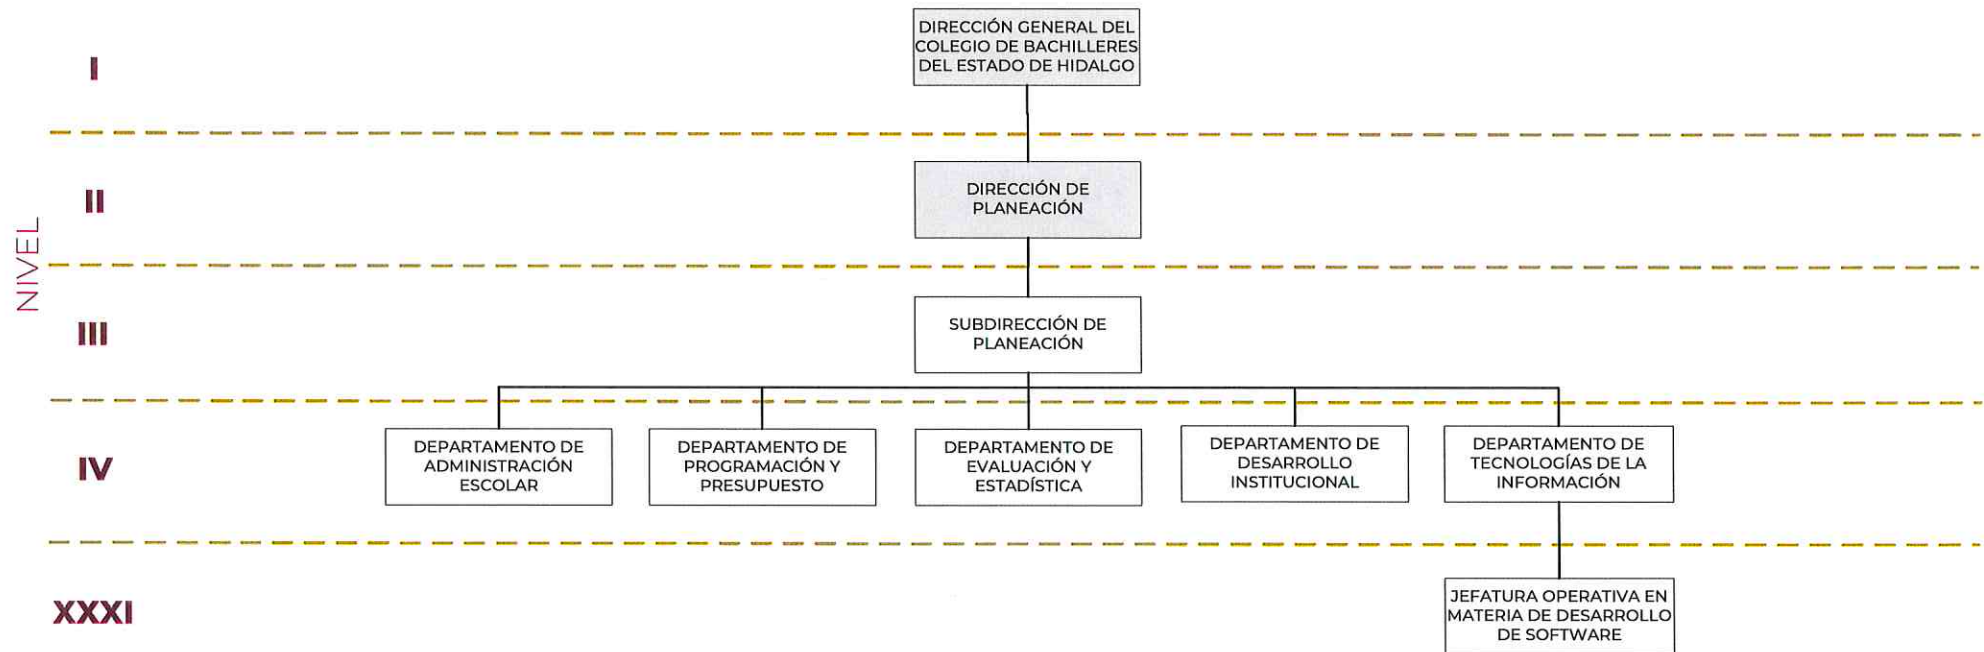 NIVEL
I
DIRECCIÓN GENERAL DEL
COLEGIO DE BACHILLERES
DEL ESTADO DE HIDALGO
II
DIRECCIÓN DE
PLANEACIÓN
III
SUBDIRECCIÓN DE
PLANEACIÓN
IV
DEPARTAMENTO DE
ADMINISTRACIÓN
ESCOLAR
DEPARTAMENTO DE
PROGRAMACIÓN Y
PRESUPUESTO
DEPARTAMENTO DE
EVALUACIÓN Y
ESTADÍSTICA
DEPARTAMENTO DE
DESARROLLO
INSTITUCIONAL
DEPARTAMENTO DE
TECNOLOGÍAS DE LA
INFORMACIÓN
XXXI
JEFATURA OPERATIVA EN
MATERIA DE DESARROLLO
DE SOFTWARE